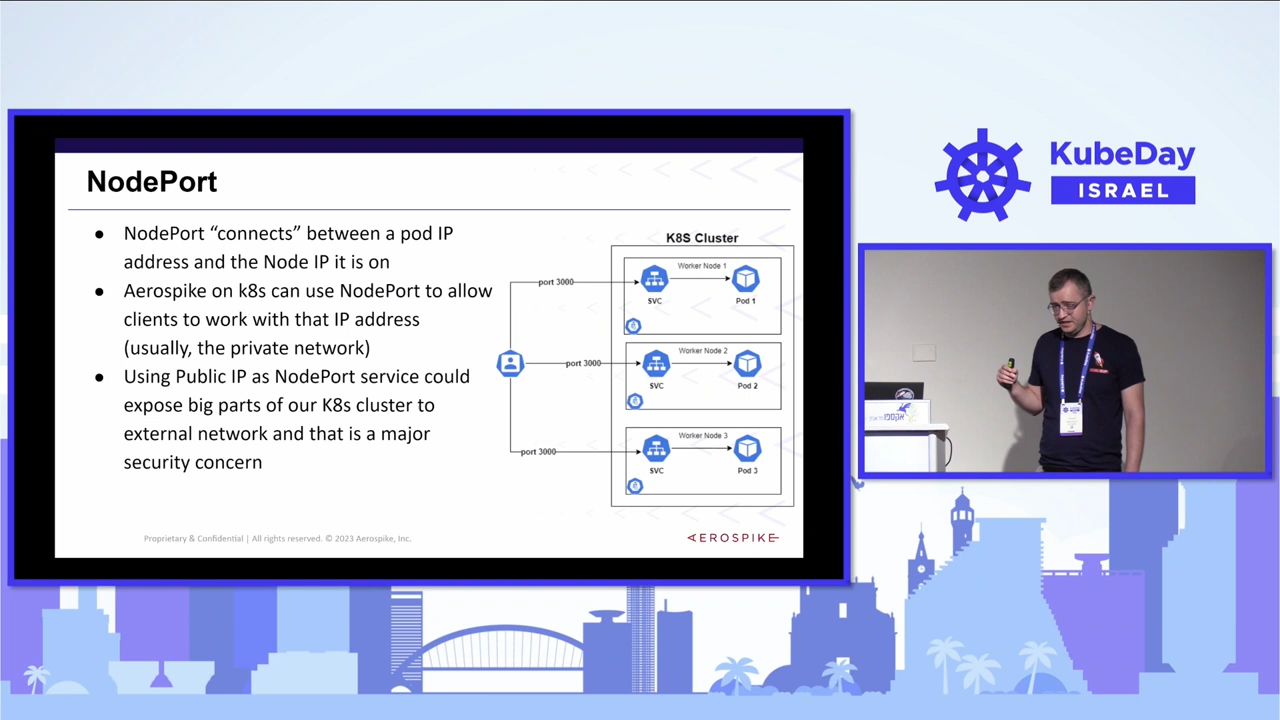 NodePort
● NodePort “connects” between a pod IP
address and the Node IP it is on
● Aerospike on k8s can use NodePort to allow
clients to work with that IP address
(usually, the private network)
● Using Public IP as NodePort service could
expose big parts of our K8s cluster to
external network and that is a major
security concern
K8S Cluster
Worker Node 1
port 3000
SVC
Pod 1
Worker Node 2
port 3000
SVC
Pod 2
Worker Node 3
port 3000
SVC
Pod 3
Proprietary & Confidential | All rights reserved. © 2023 Aerospike, Inc.
AEROSPIKE
KubeDay
ISRAEL
אקספו